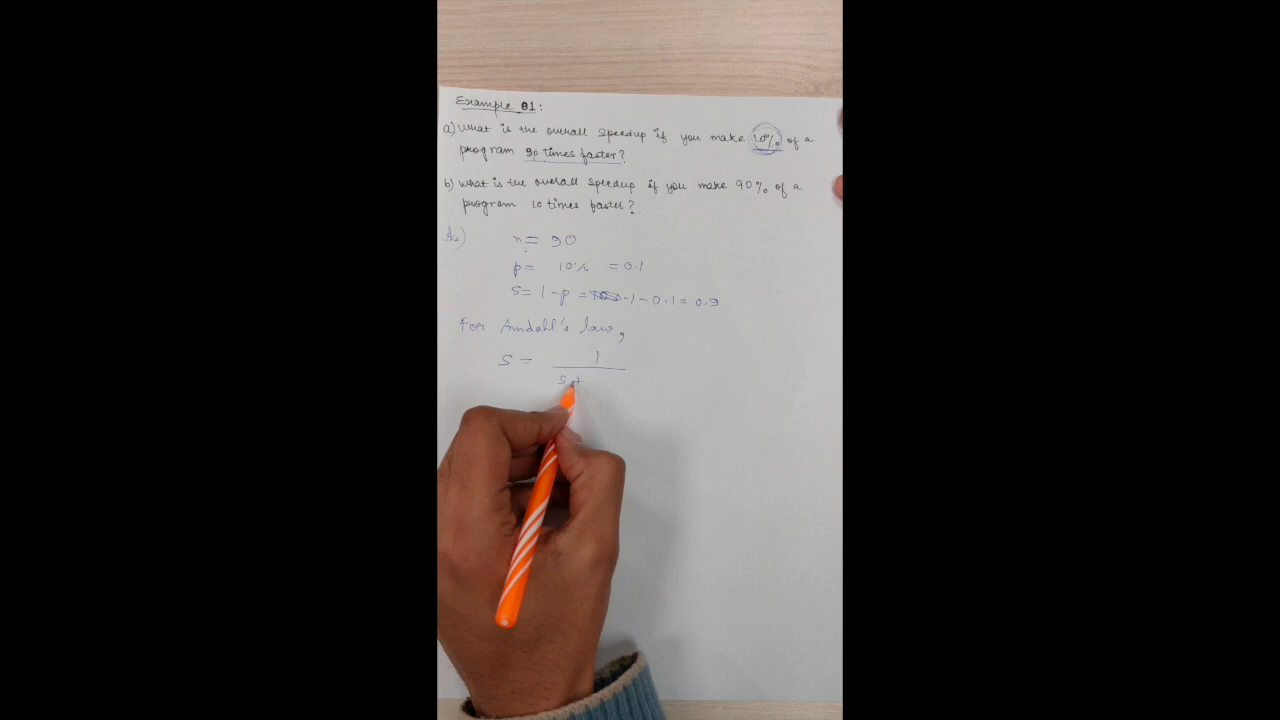 Example 01:
a) What is the overall speedup if you make 10% of a
program 90 times faster?
b) What is the overall speedup if you make 90% of a
program 10 times faster?
n = 90
p = 10% = 0.1
S = 1 - p = 1 - 0.1 = 0.9
For Amdahl's law,
S = 1
S +